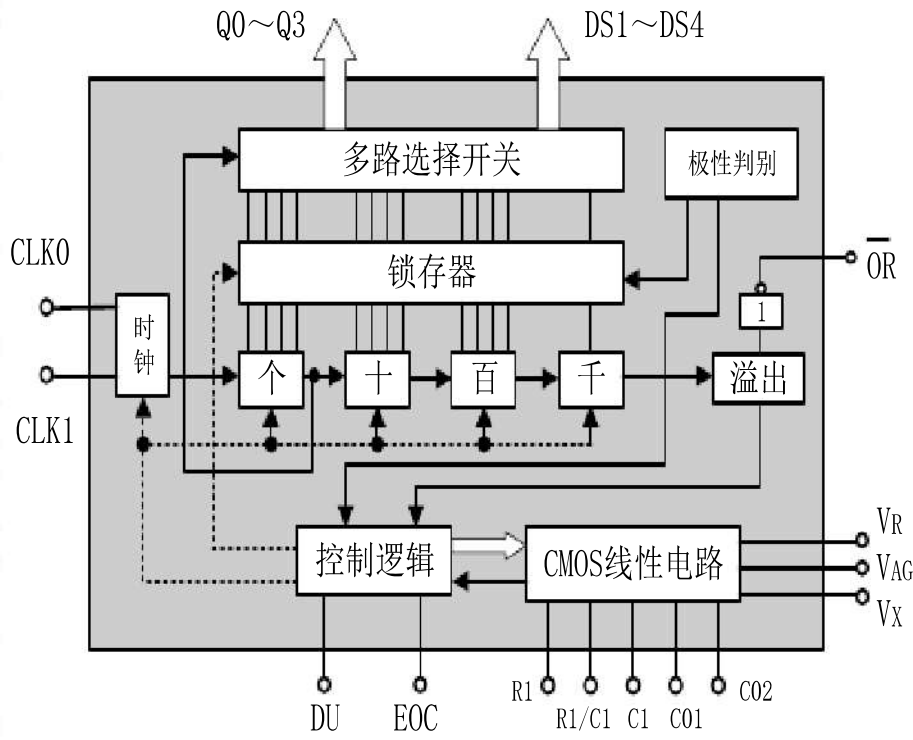 Q0～Q3
DS1～DS4
多路选择开关
极性判别
CLK0
锁存器
OR
时钟
1
个
十
百
千
溢出
CLK1
控制逻辑
CMOS线性电路
VR
VAG
VX
DU
EOC
R1
R1/C1
C1
CO1
CO2